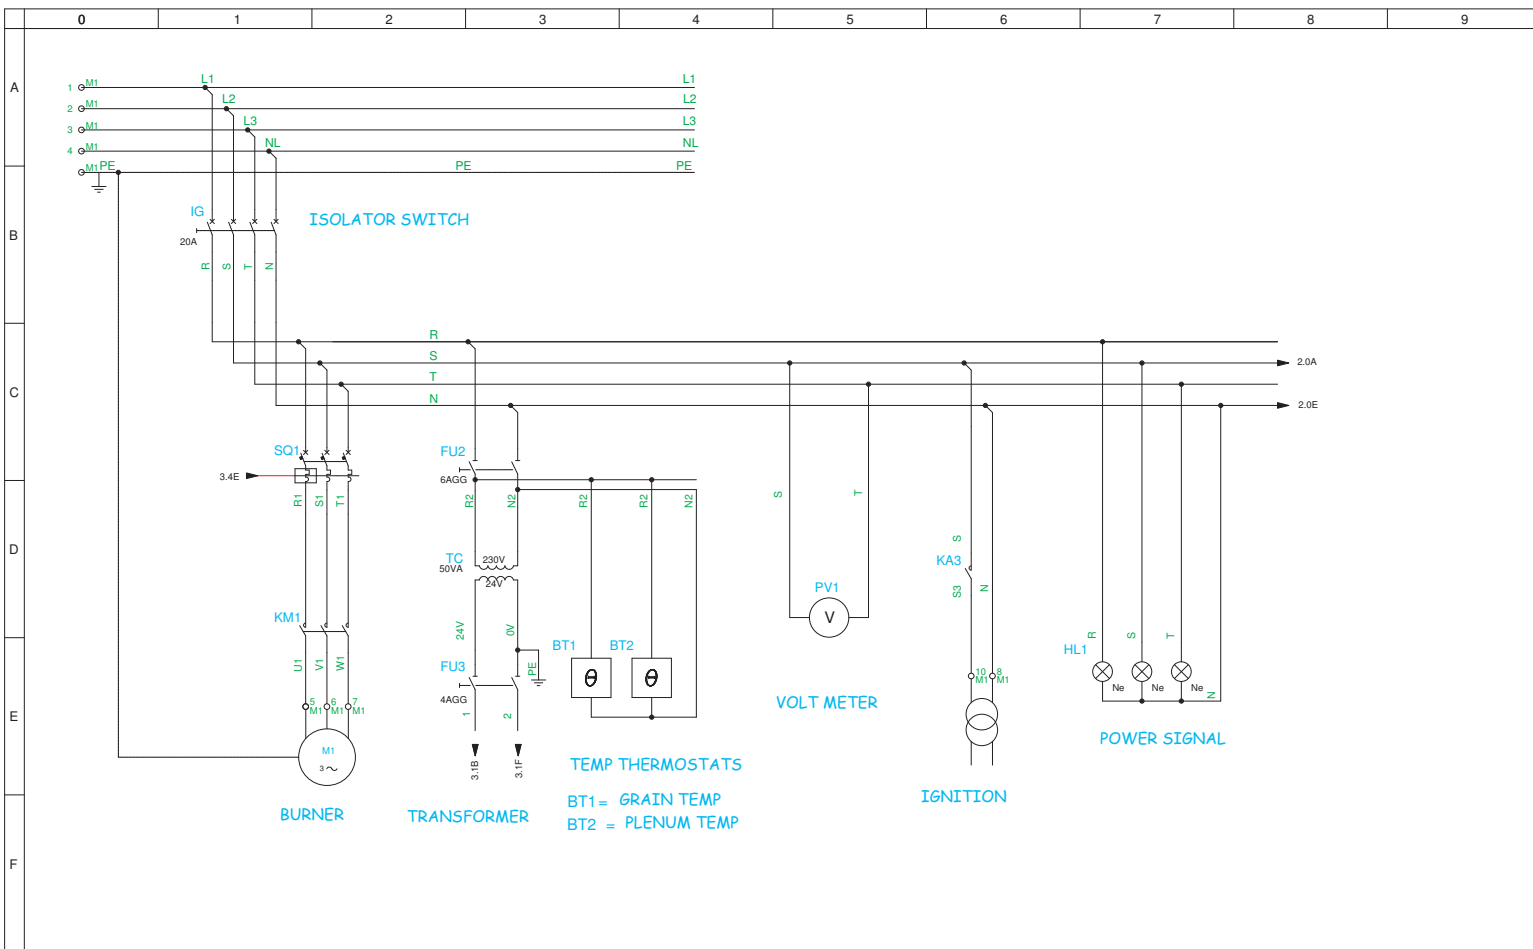 0 1 2 3 4 5 6 7 8 9
A
B
C
D
E
F
1 M1 L1 L1
2 M1 L2 L2
3 M1 L3 L3
4 M1 NL NL
M1 PE PE PE
IG
20A
ISOLATOR SWITCH
R S T N
R
S 2.0A
T
N 2.0E
SQ1
3.4E
R1 S1 T1
KM1
U1 V1 W1
5 M1 6 M1 7 M1
M1
3
BURNER
FU2
6AGG
R2 N2 R2 R2 N2
TC
50VA
230V
24V
24V 0V
PE
FU3
4AGG
1 2
3.1B 3.1F
TRANSFORMER
BT1 BT2
θ θ
TEMP THERMOSTATS
BT1 = GRAIN TEMP
BT2 = PLENUM TEMP
S T
PV1
V
VOLT METER
S
KA3
S3 N
10 M1 8 M1
IGNITION
R S T N
HL1
Ne Ne Ne
POWER SIGNAL